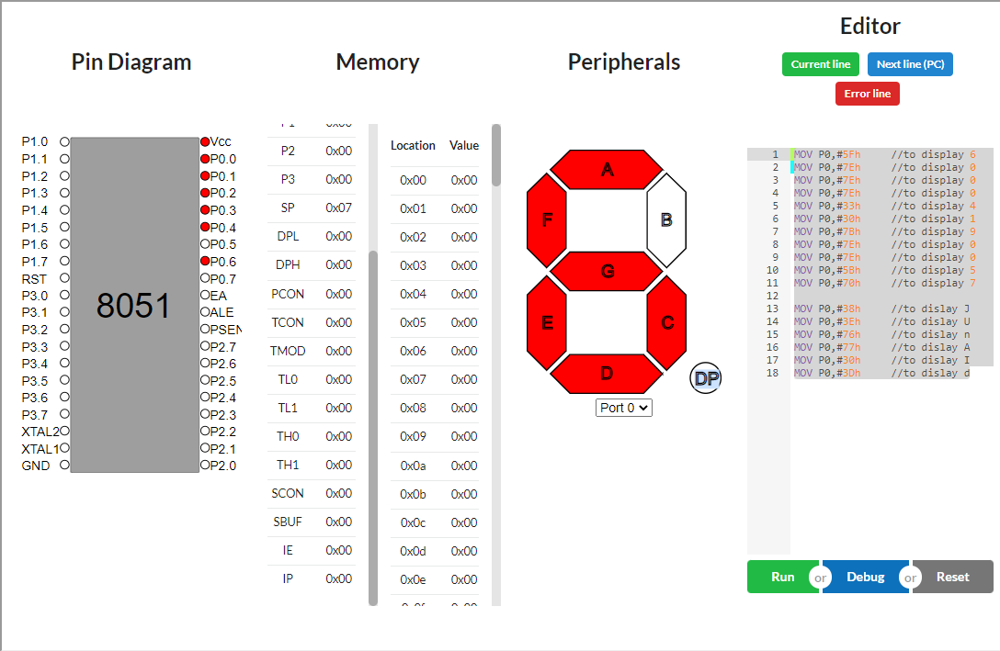 Pin Diagram
P1.0
P1.1
P1.2
P1.3
P1.4
P1.5
P1.6
P1.7
RST
P3.0
P3.1
P3.2
P3.3
P3.4
P3.5
P3.6
P3.7
XTAL2
XTAL1
GND
8051
Vcc
P0.0
P0.1
P0.2
P0.3
P0.4
P0.5
P0.6
P0.7
EA
ALE
PSEN
P2.7
P2.6
P2.5
P2.4
P2.3
P2.2
P2.1
P2.0
Memory
P2 0x00
P3 0x00
SP 0x07
DPL 0x00
DPH 0x00
PCON 0x00
TCON 0x00
TMOD 0x00
TL0 0x00
TL1 0x00
TH0 0x00
TH1 0x00
SCON 0x00
SBUF 0x00
IE 0x00
IP 0x00
Location Value
0x00 0x00
0x01 0x00
0x02 0x00
0x03 0x00
0x04 0x00
0x05 0x00
0x06 0x00
0x07 0x00
0x08 0x00
0x09 0x00
0x0a 0x00
0x0b 0x00
0x0c 0x00
0x0d 0x00
0x0e 0x00
Peripherals
A
F B
G
E C
D
DP
Port 0
Editor
Current line Next line (PC)
Error line
1 MOV P0,#5Fh //to display 6
2 MOV P0,#7Eh //to display 0
3 MOV P0,#7Eh //to display 0
4 MOV P0,#7Eh //to display 0
5 MOV P0,#33h //to display 4
6 MOV P0,#30h //to display 1
7 MOV P0,#7Bh //to display 9
8 MOV P0,#7Eh //to display 0
9 MOV P0,#7Eh //to display 0
10 MOV P0,#5Bh //to display 5
11 MOV P0,#70h //to display 7
12
13 MOV P0,#38h //to dislay J
14 MOV P0,#3Eh //to dislay U
15 MOV P0,#76h //to dislay n
16 MOV P0,#77h //to dislay A
17 MOV P0,#30h //to dislay I
18 MOV P0,#3Dh //to dislay d
Run or Debug or Reset